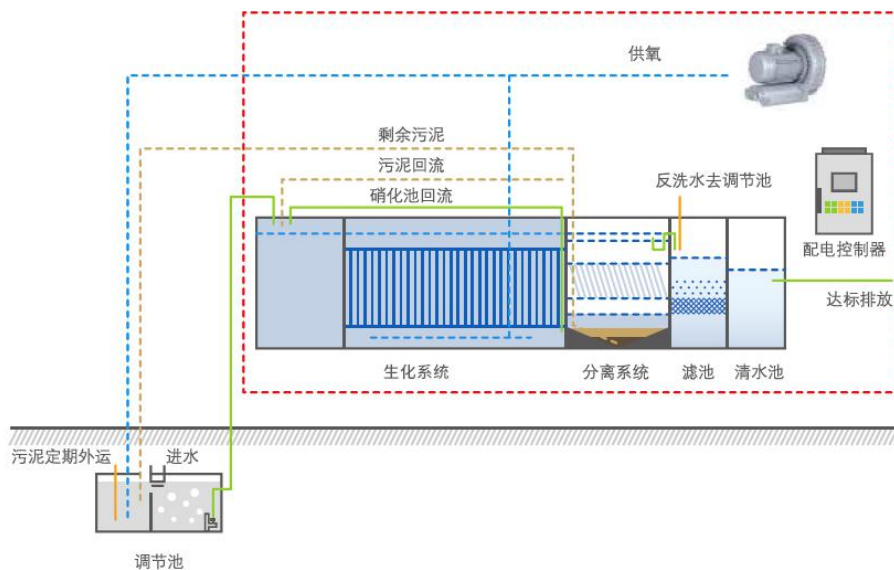 供氧
剩余污泥
污泥回流
硝化池回流
反洗水去调节池
配电控制器
达标排放
生化系统
分离系统
滤池
清水池
污泥定期外运
进水
调节池